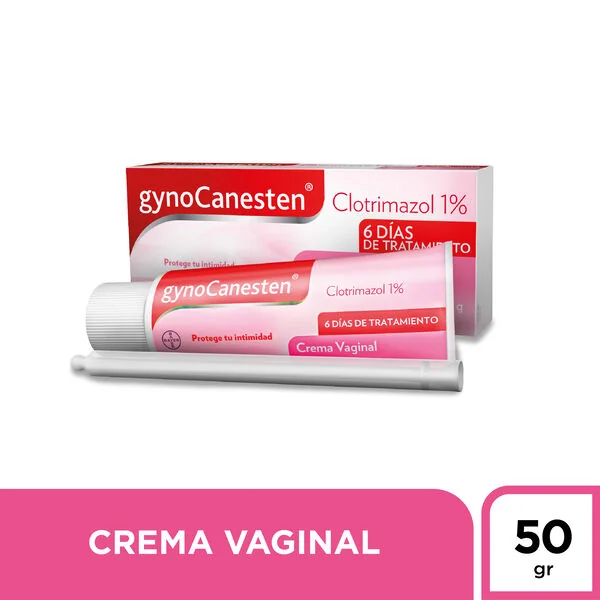 gynoCanesten®
Clotrimazol 1%
6 DÍAS
DE TRATAMIENTO
Protege tu intimidad
g
gynoCanesten®
Clotrimazol 1%
6 DÍAS DE TRATAMIENTO
BAYER
Protege tu intimidad
Crema Vaginal
CREMA VAGINAL
50
gr